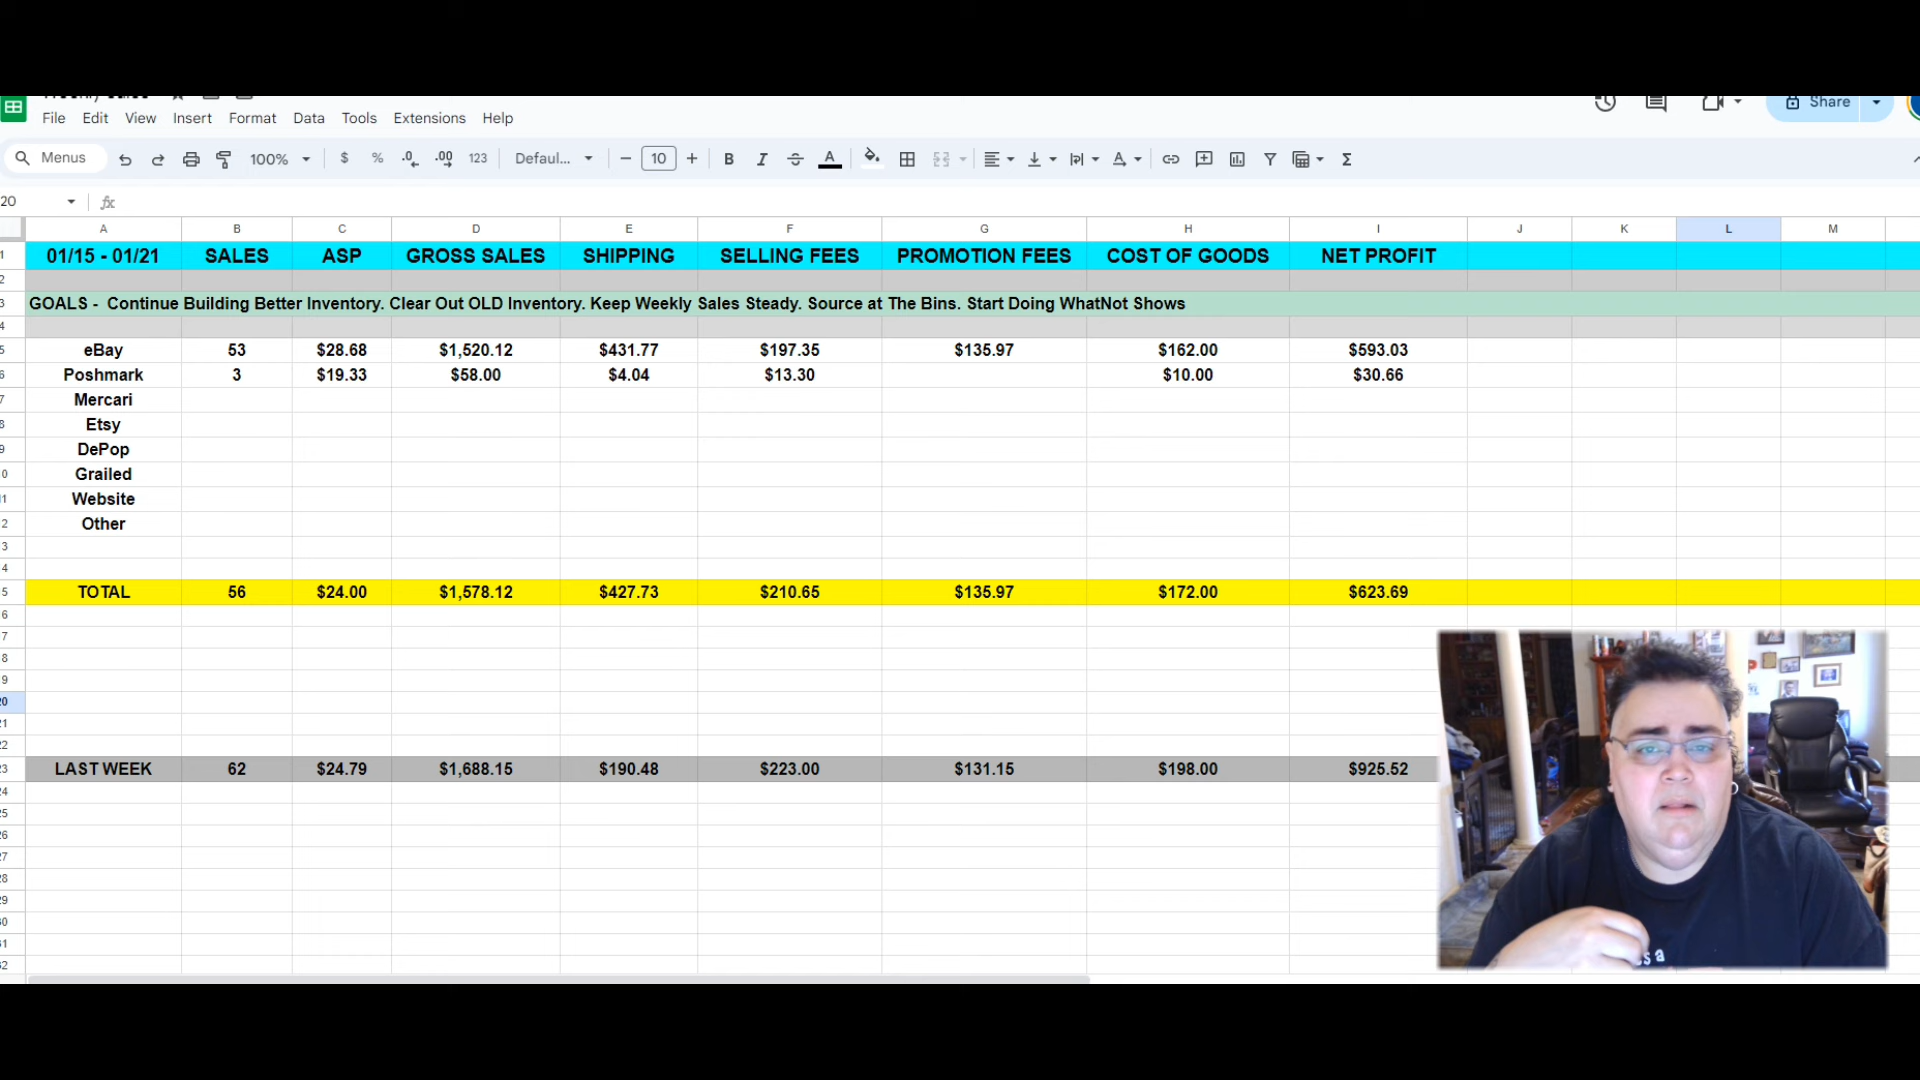 File Edit View Insert Format Data Tools Extensions Help
Share
Menus 100% $ % .0 .00 123 Defaul... 10 B I A
20 fx
A B C D E F G H I J K L M
01/15 - 01/21 SALES ASP GROSS SALES SHIPPING SELLING FEES PROMOTION FEES COST OF GOODS NET PROFIT
GOALS - Continue Building Better Inventory. Clear Out OLD Inventory. Keep Weekly Sales Steady. Source at The Bins. Start Doing WhatNot Shows
eBay 53 $28.68 $1,520.12 $431.77 $197.35 $135.97 $162.00 $593.03
Poshmark 3 $19.33 $58.00 $4.04 $13.30 $10.00 $30.66
Mercari
Etsy
DePop
Grailed
Website
Other
TOTAL 56 $24.00 $1,578.12 $427.73 $210.65 $135.97 $172.00 $623.69
LAST WEEK 62 $24.79 $1,688.15 $190.48 $223.00 $131.15 $198.00 $925.52